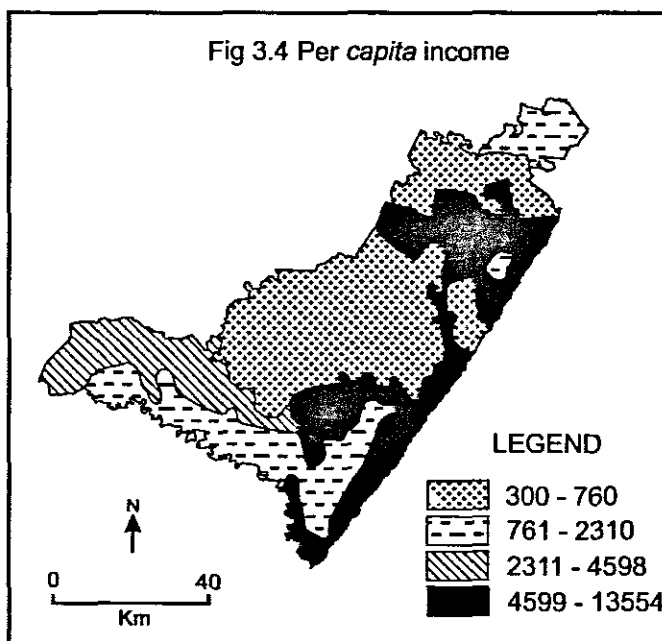 Fig 3.4 Per capita income
LEGEND
300 - 760
761 - 2310
2311 - 4598
4599 - 13554
N
0 40
Km